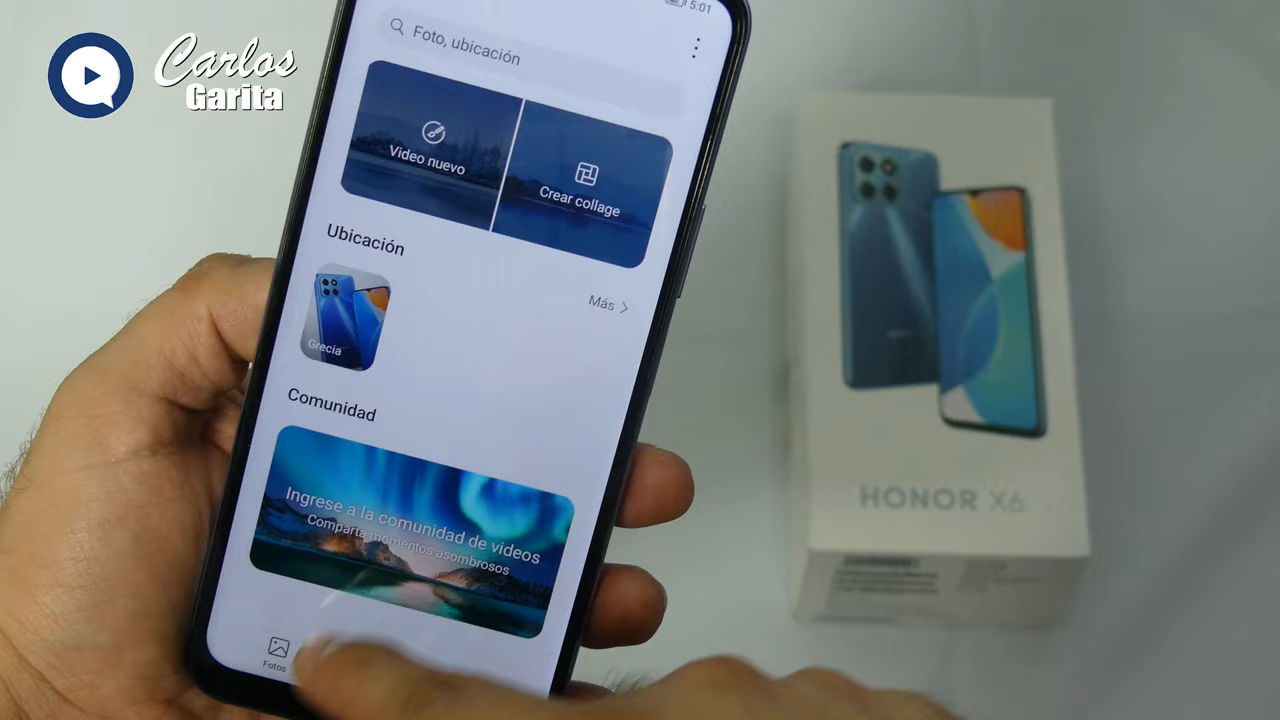 Carlos
Garita
5:01
Foto, ubicación
Video nuevo
Crear collage
Ubicación
Más
Grecia
Comunidad
Ingrese a la comunidad de videos
Comparta momentos asombrosos
Fotos
HONOR X6